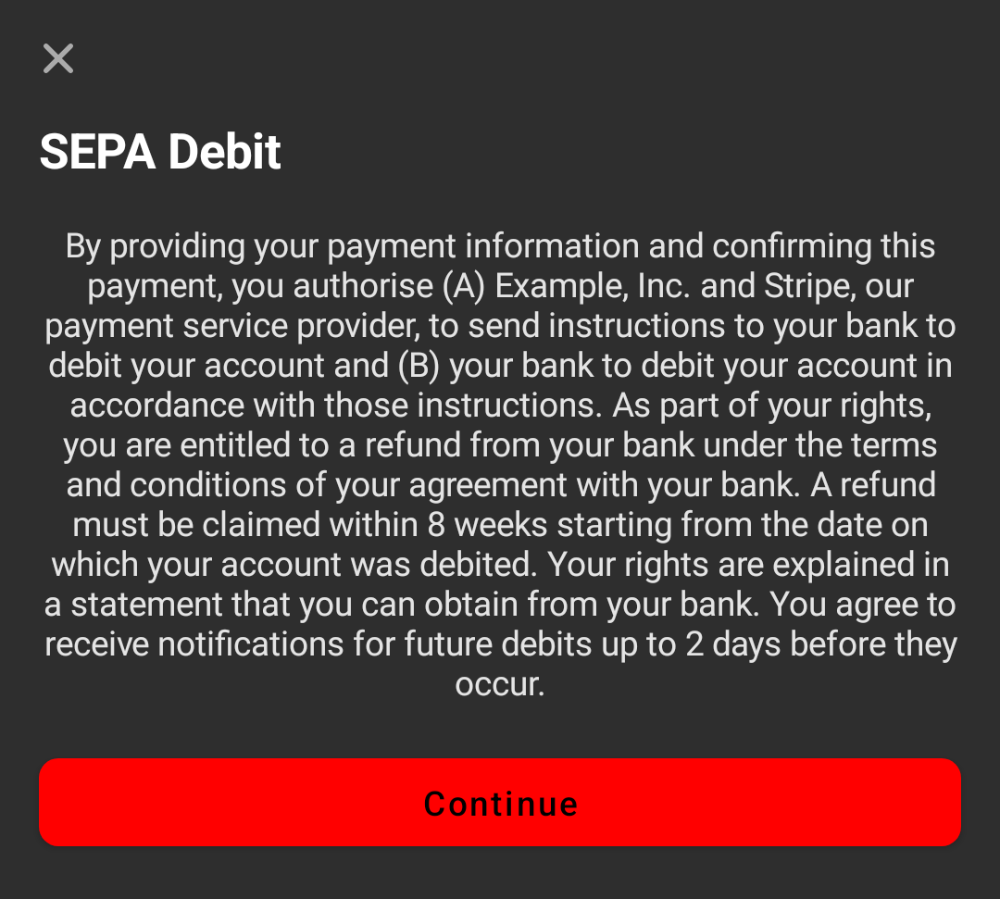 SEPA Debit
By providing your payment information and confirming this
payment, you authorise (A) Example, Inc. and Stripe, our
payment service provider, to send instructions to your bank to
debit your account and (B) your bank to debit your account in
accordance with those instructions. As part of your rights,
you are entitled to a refund from your bank under the terms
and conditions of your agreement with your bank. A refund
must be claimed within 8 weeks starting from the date on
which your account was debited. Your rights are explained in
a statement that you can obtain from your bank. You agree to
receive notifications for future debits up to 2 days before they
occur.
Continue